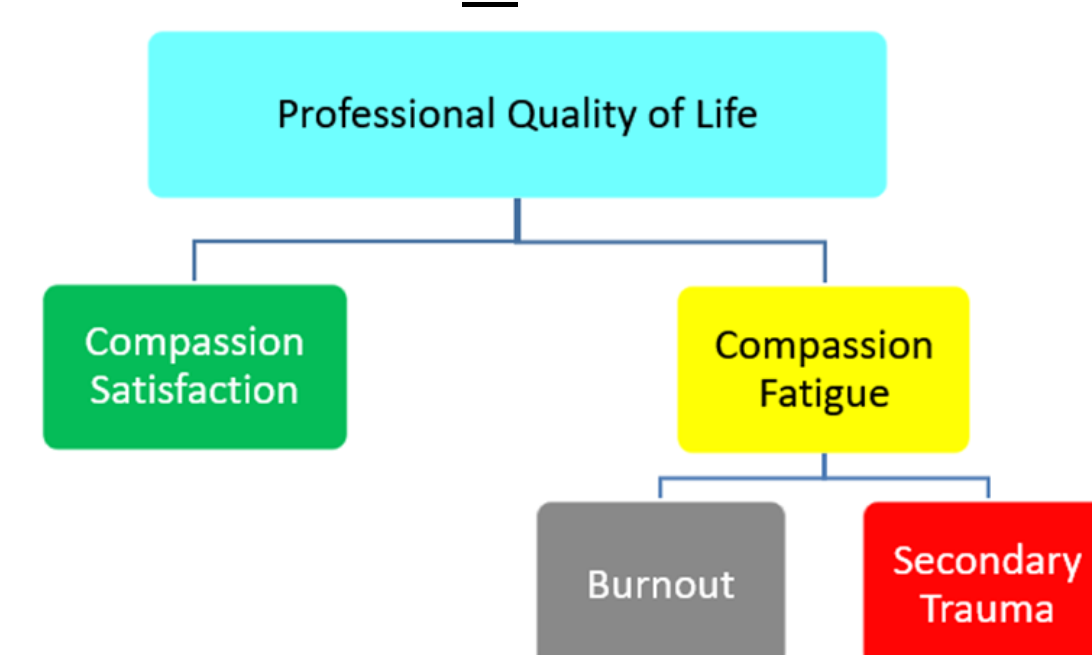 Professional Quality of Life
Compassion
Satisfaction
Compassion
Fatigue
Burnout
Secondary
Trauma